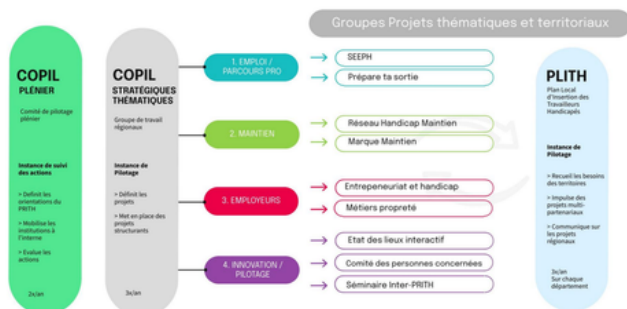 Groupes Projets thématiques et territoriaux
COPIL
PLÉNIER
Comité de pilotage
plénier
Instance de suivi
des actions
> Définit les
orientations du
PRITH
> Mobilise les
institutions à
l'interne
> Evalue les
actions
2x/an
COPIL
STRATÉGIQUES
THÉMATIQUES
Groupe de travail
régionaux
Instance de
Pilotage
> Définit les
projets
> Met en place des
projets
structurants
3x/an
1. EMPLOI /
PARCOURS PRO
SEEPH
Prépare ta sortie
2. MAINTIEN
Réseau Handicap Maintien
Marque Maintien
3. EMPLOYEURS
Entrepeneuriat et handicap
Métiers propreté
4. INNOVATION /
PILOTAGE
Etat des lieux interactif
Comité des personnes concernées
Séminaire Inter-PRITH
PLITH
Plan Local
d'Insertion des
Travailleurs
Handicapés
Instance de
Pilotage
> Recueil les besoins
des territoires
> Impulse des
projets multi-
partenariaux
> Communique sur
les projets
régionaux
3x/an
Sur chaque
département